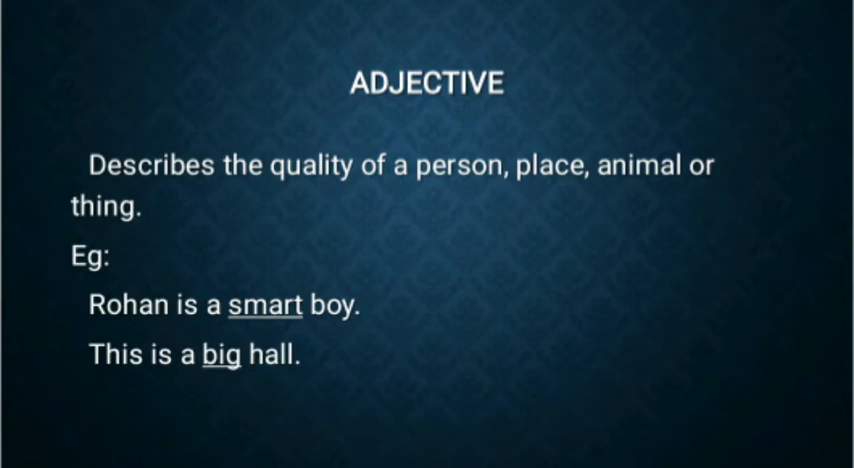 ADJECTIVE
Describes the quality of a person, place, animal or
thing.
Eg:
Rohan is a smart boy.
This is a big hall.